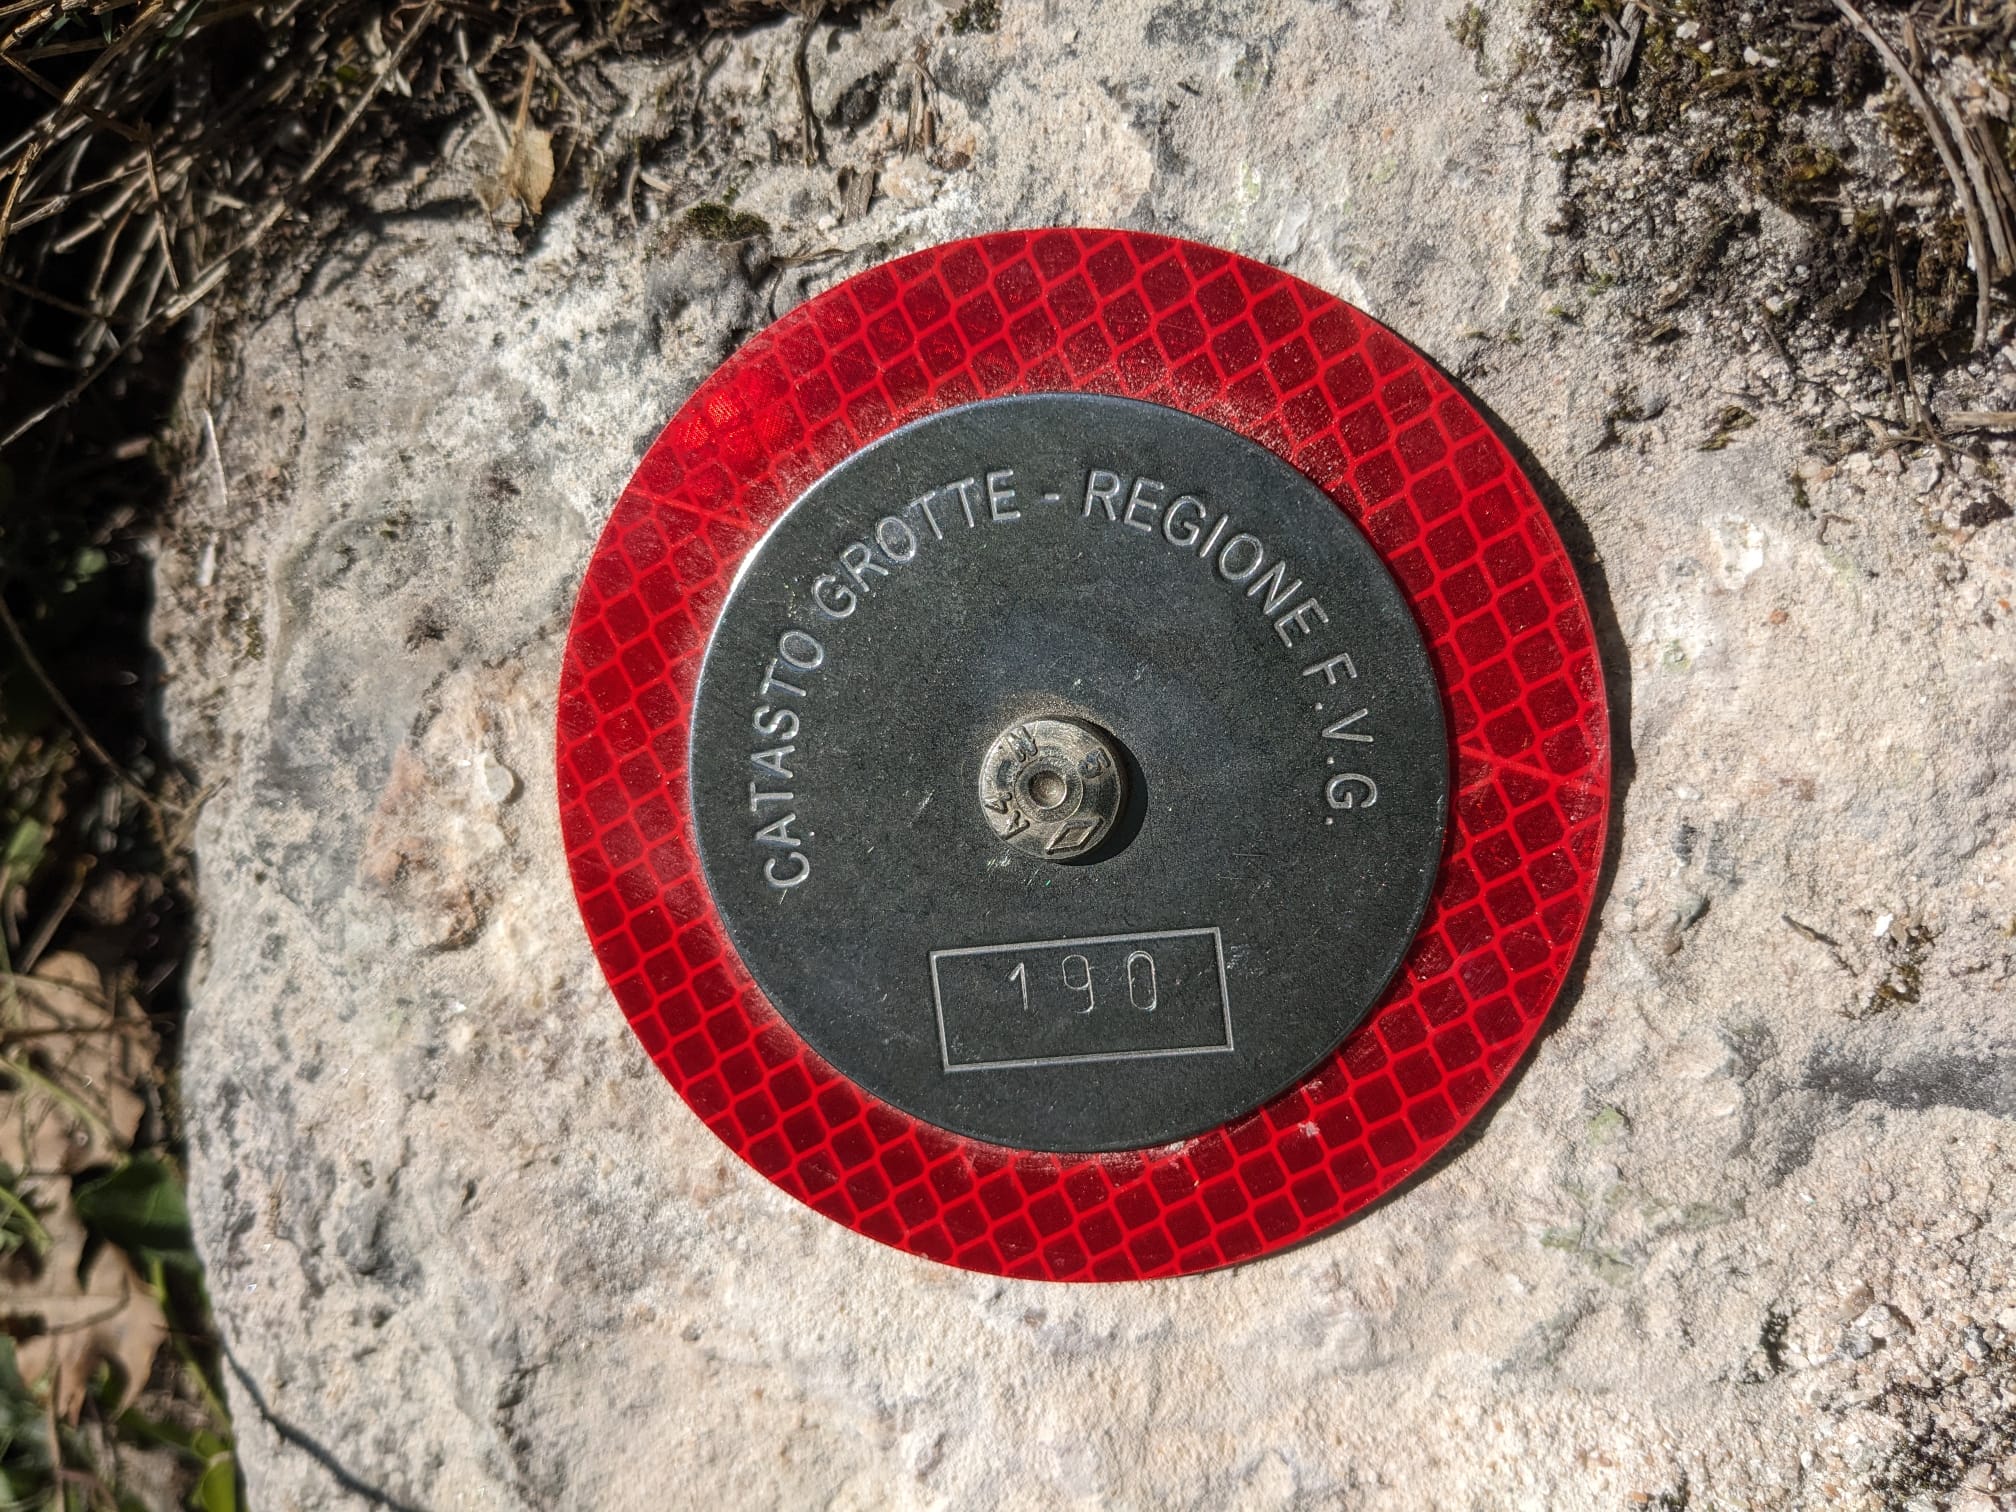 CATASTO GROTTE - REGIONE F.V.G.
190